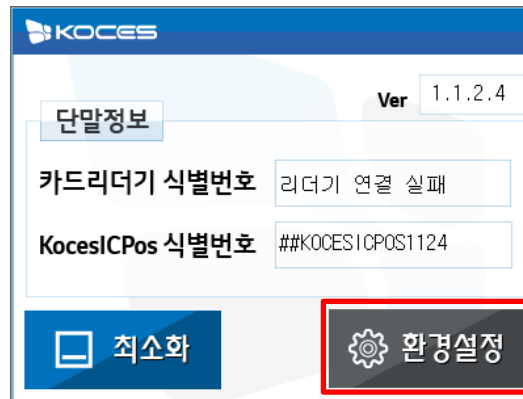 KOCES
Ver 1.1.2.4
단말정보
카드리더기 식별번호 리더기 연결 실패
KocesICPos 식별번호 ##KOCESICPOS1124
최소화 환경설정